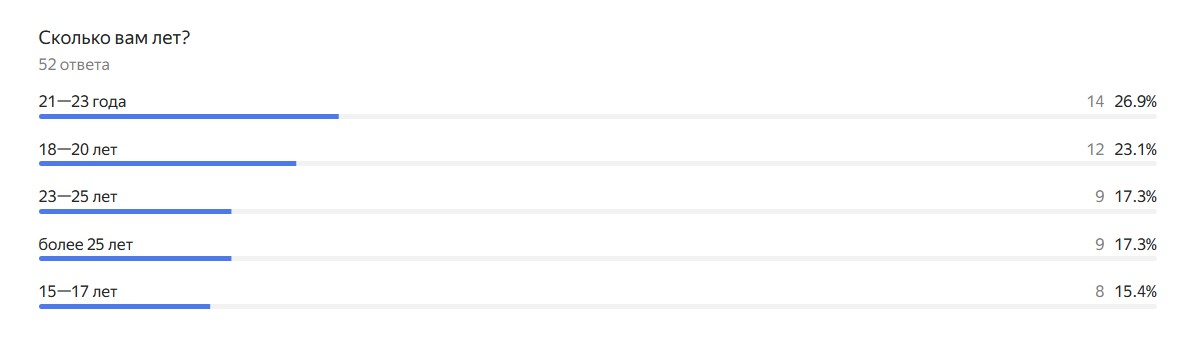 Сколько вам лет?
52 ответа
21—23 года 14 26.9%
18—20 лет 12 23.1%
23—25 лет 9 17.3%
более 25 лет 9 17.3%
15—17 лет 8 15.4%